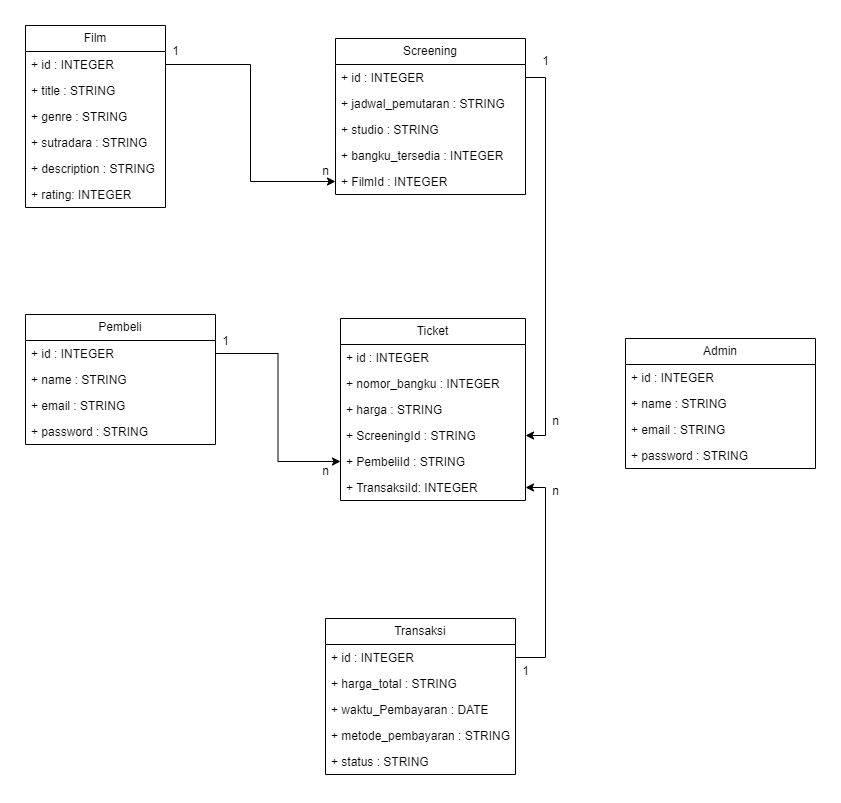 Film
+ id : INTEGER
+ title : STRING
+ genre : STRING
+ sutradara : STRING
+ description : STRING
+ rating: INTEGER
1
n
Screening
+ id : INTEGER
+ jadwal_pemutaran : STRING
+ studio : STRING
+ bangku_tersedia : INTEGER
+ FilmId : INTEGER
1
n
Pembeli
+ id : INTEGER
+ name : STRING
+ email : STRING
+ password : STRING
1
n
Ticket
+ id : INTEGER
+ nomor_bangku : INTEGER
+ harga : STRING
+ ScreeningId : STRING
+ PembeliId : STRING
+ TransaksiId: INTEGER
n
Admin
+ id : INTEGER
+ name : STRING
+ email : STRING
+ password : STRING
Transaksi
+ id : INTEGER
+ harga_total : STRING
+ waktu_Pembayaran : DATE
+ metode_pembayaran : STRING
+ status : STRING
1